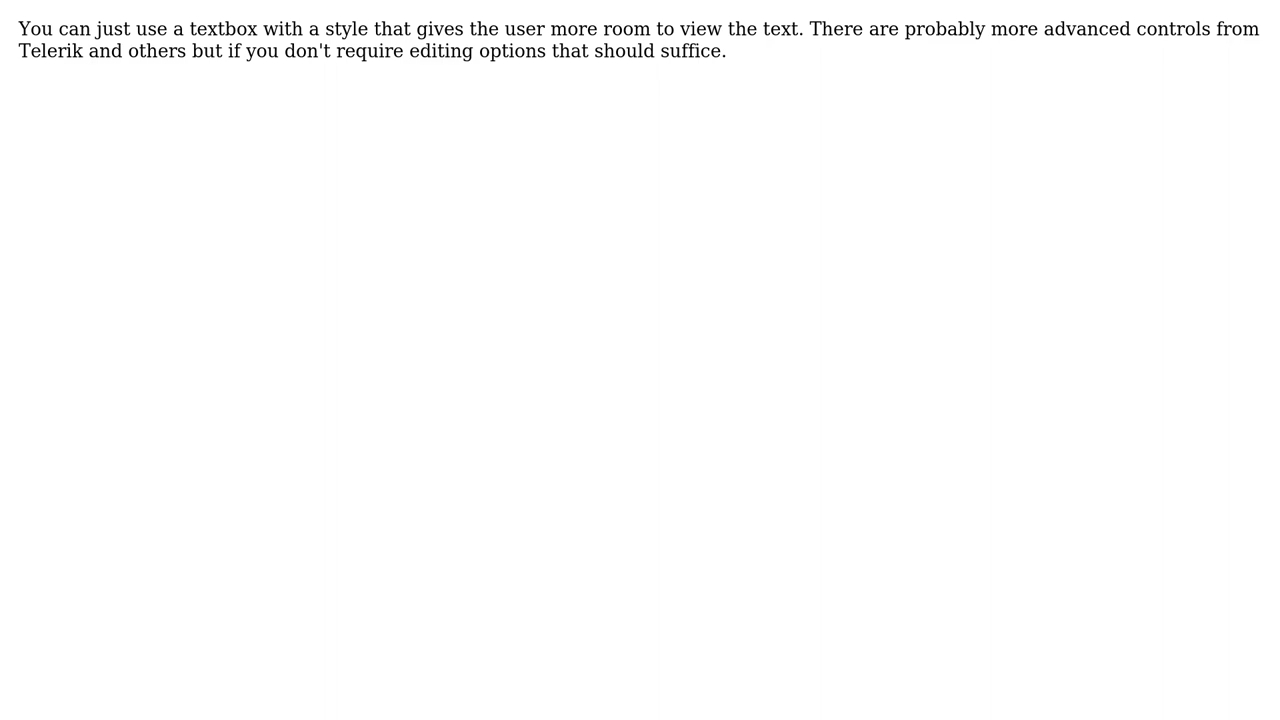 You can just use a textbox with a style that gives the user more room to view the text. There are probably more advanced controls from
Telerik and others but if you don't require editing options that should suffice.